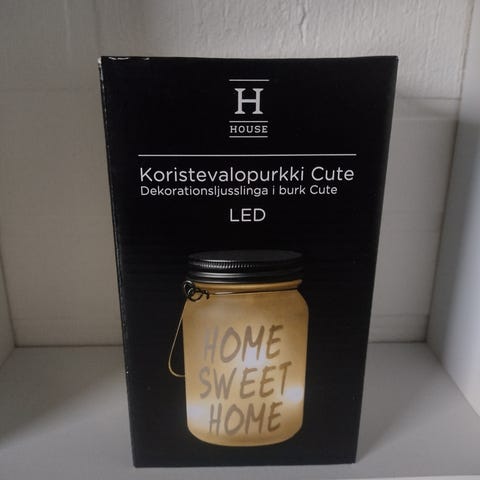 H
HOUSE
Koristevalopurkki Cute
Dekorationsljusslinga i burk Cute
LED
HOME
SWEET
HOME